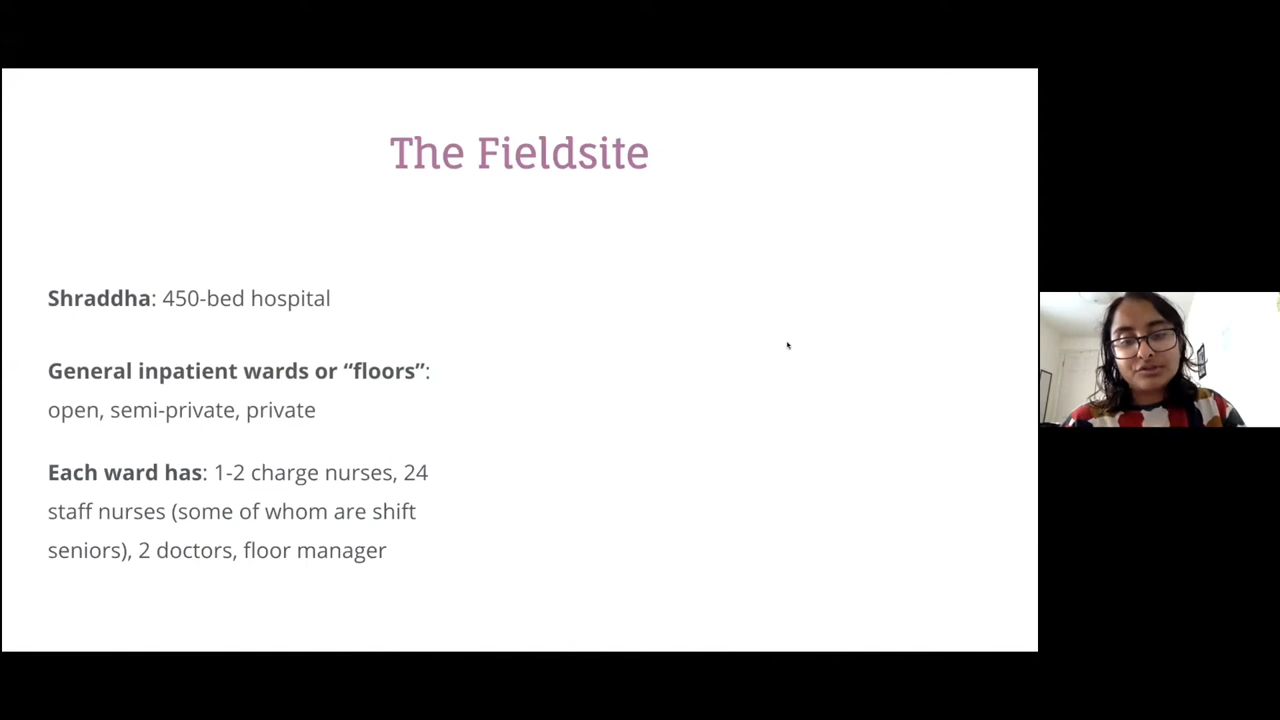 The Fieldsite
Shraddha: 450-bed hospital
General inpatient wards or “floors”:
open, semi-private, private
Each ward has: 1-2 charge nurses, 24
staff nurses (some of whom are shift
seniors), 2 doctors, floor manager